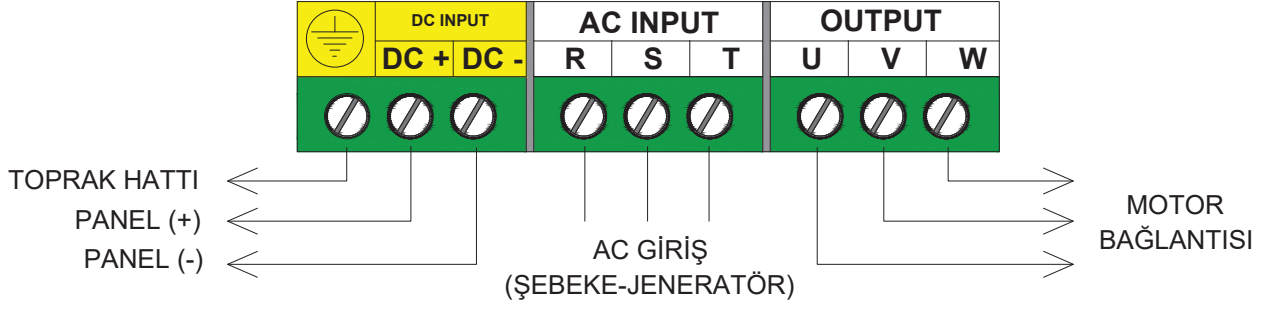 DC INPUT
AC INPUT
OUTPUT
DC + DC -
R S T
U V W
TOPRAK HATTI
PANEL (+)
PANEL (-)
AC GİRİŞ
(ŞEBEKE-JENERATÖR)
MOTOR
BAĞLANTISI